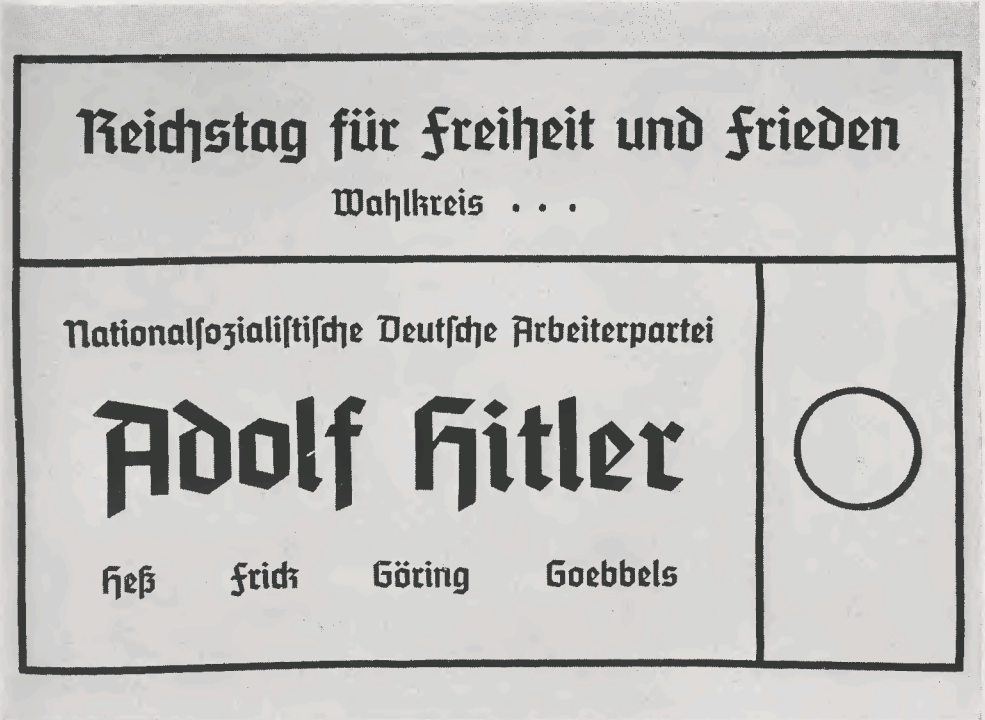 Reichstag für Freiheit und Frieden
Wahlkreis . . .
Nationalſozialiſtiſche Deutſche Arbeiterpartei
Adolf Hitler
Heß Frick Göring Goebbels